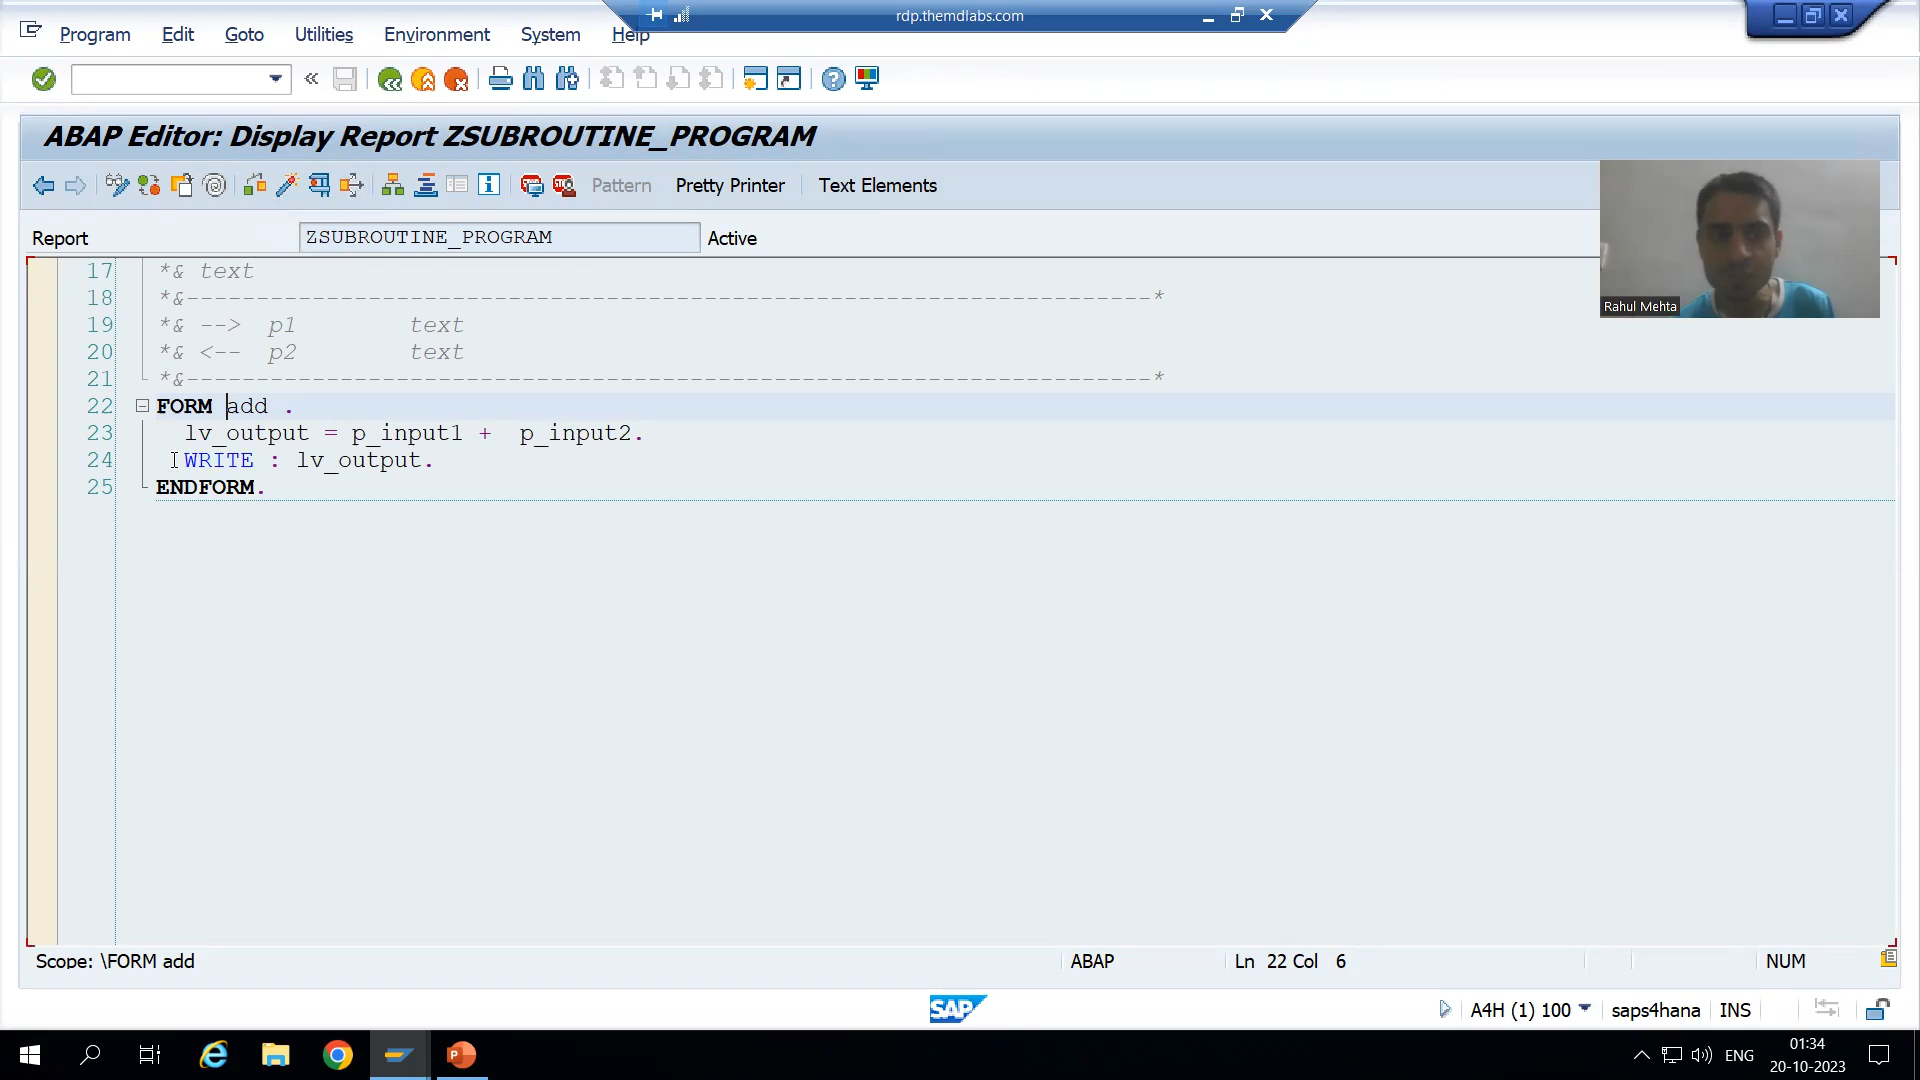 rdp.themdlabs.com
Program Edit Goto Utilities Environment System Help
ABAP Editor: Display Report ZSUBROUTINE_PROGRAM
Pattern Pretty Printer Text Elements
Report ZSUBROUTINE_PROGRAM Active
Rahul Mehta
17 *& text
18 *&---------------------------------------------------------------------*
19 *& --> p1 text
20 *& <-- p2 text
21 *&---------------------------------------------------------------------*
22 FORM add .
23 lv_output = p_input1 + p_input2.
24 WRITE : lv_output.
25 ENDFORM.
Scope: \FORM add ABAP Ln 22 Col 6 NUM
SAP A4H (1) 100 saps4hana INS
ENG 01:34
20-10-2023